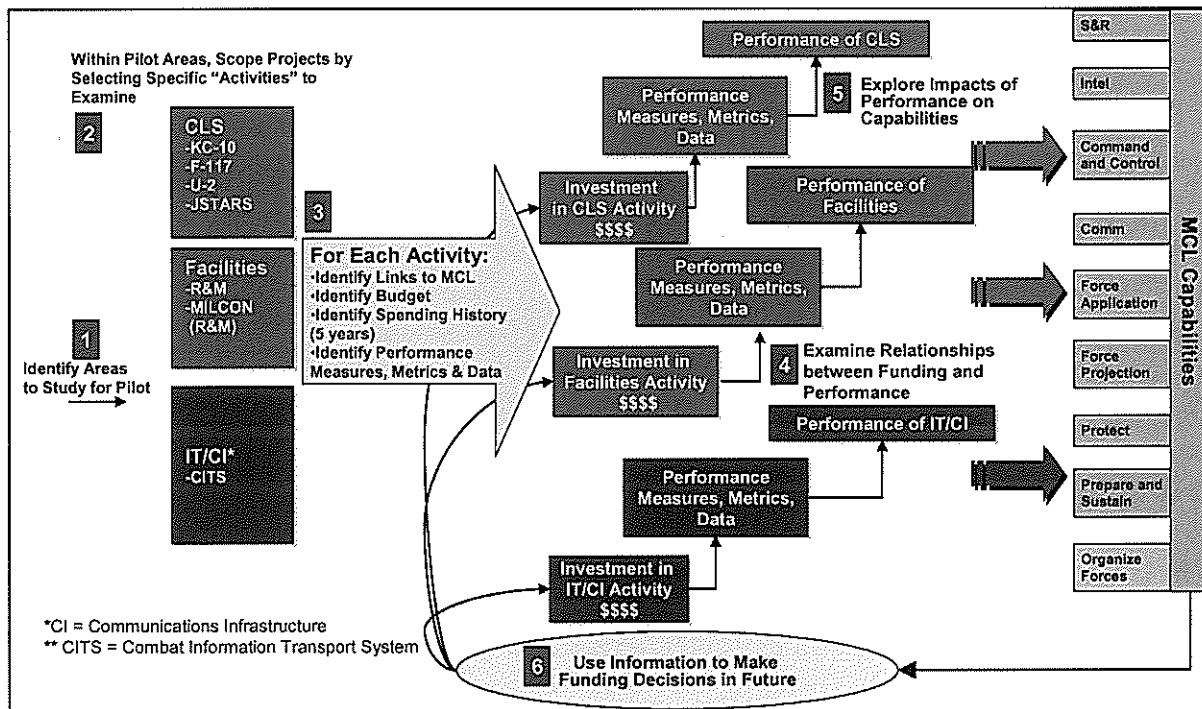 Within Pilot Areas, Scope Projects by
Selecting Specific “Activities” to
Examine
2
CLS
-KC-10
-F-117
-U-2
-JSTARS
Facilities
-R&M
-MILCON
(R&M)
1
Identify Areas
to Study for Pilot
IT/CI*
-CITS
3
For Each Activity:
•Identify Links to MCL
•Identify Budget
•Identify Spending History
(5 years)
•Identify Performance
Measures, Metrics & Data
Performance of CLS
Performance
Measures, Metrics,
Data
5
Explore Impacts of
Performance on
Capabilities
Investment
in CLS Activity
$$$$
Performance of
Facilities
Performance
Measures, Metrics,
Data
Investment in
Facilities Activity
$$$$
4
Examine Relationships
between Funding and
Performance
Performance of IT/CI
Performance
Measures, Metrics,
Data
Investment in
IT/CI Activity
$$$$
S&R
Intel
Command
and Control
Comm
Force
Application
Force
Projection
Protect
Prepare and
Sustain
Organize
Forces
MCL Capabilities
*CI = Communications Infrastructure
** CITS = Combat Information Transport System
6
Use Information to Make
Funding Decisions in Future